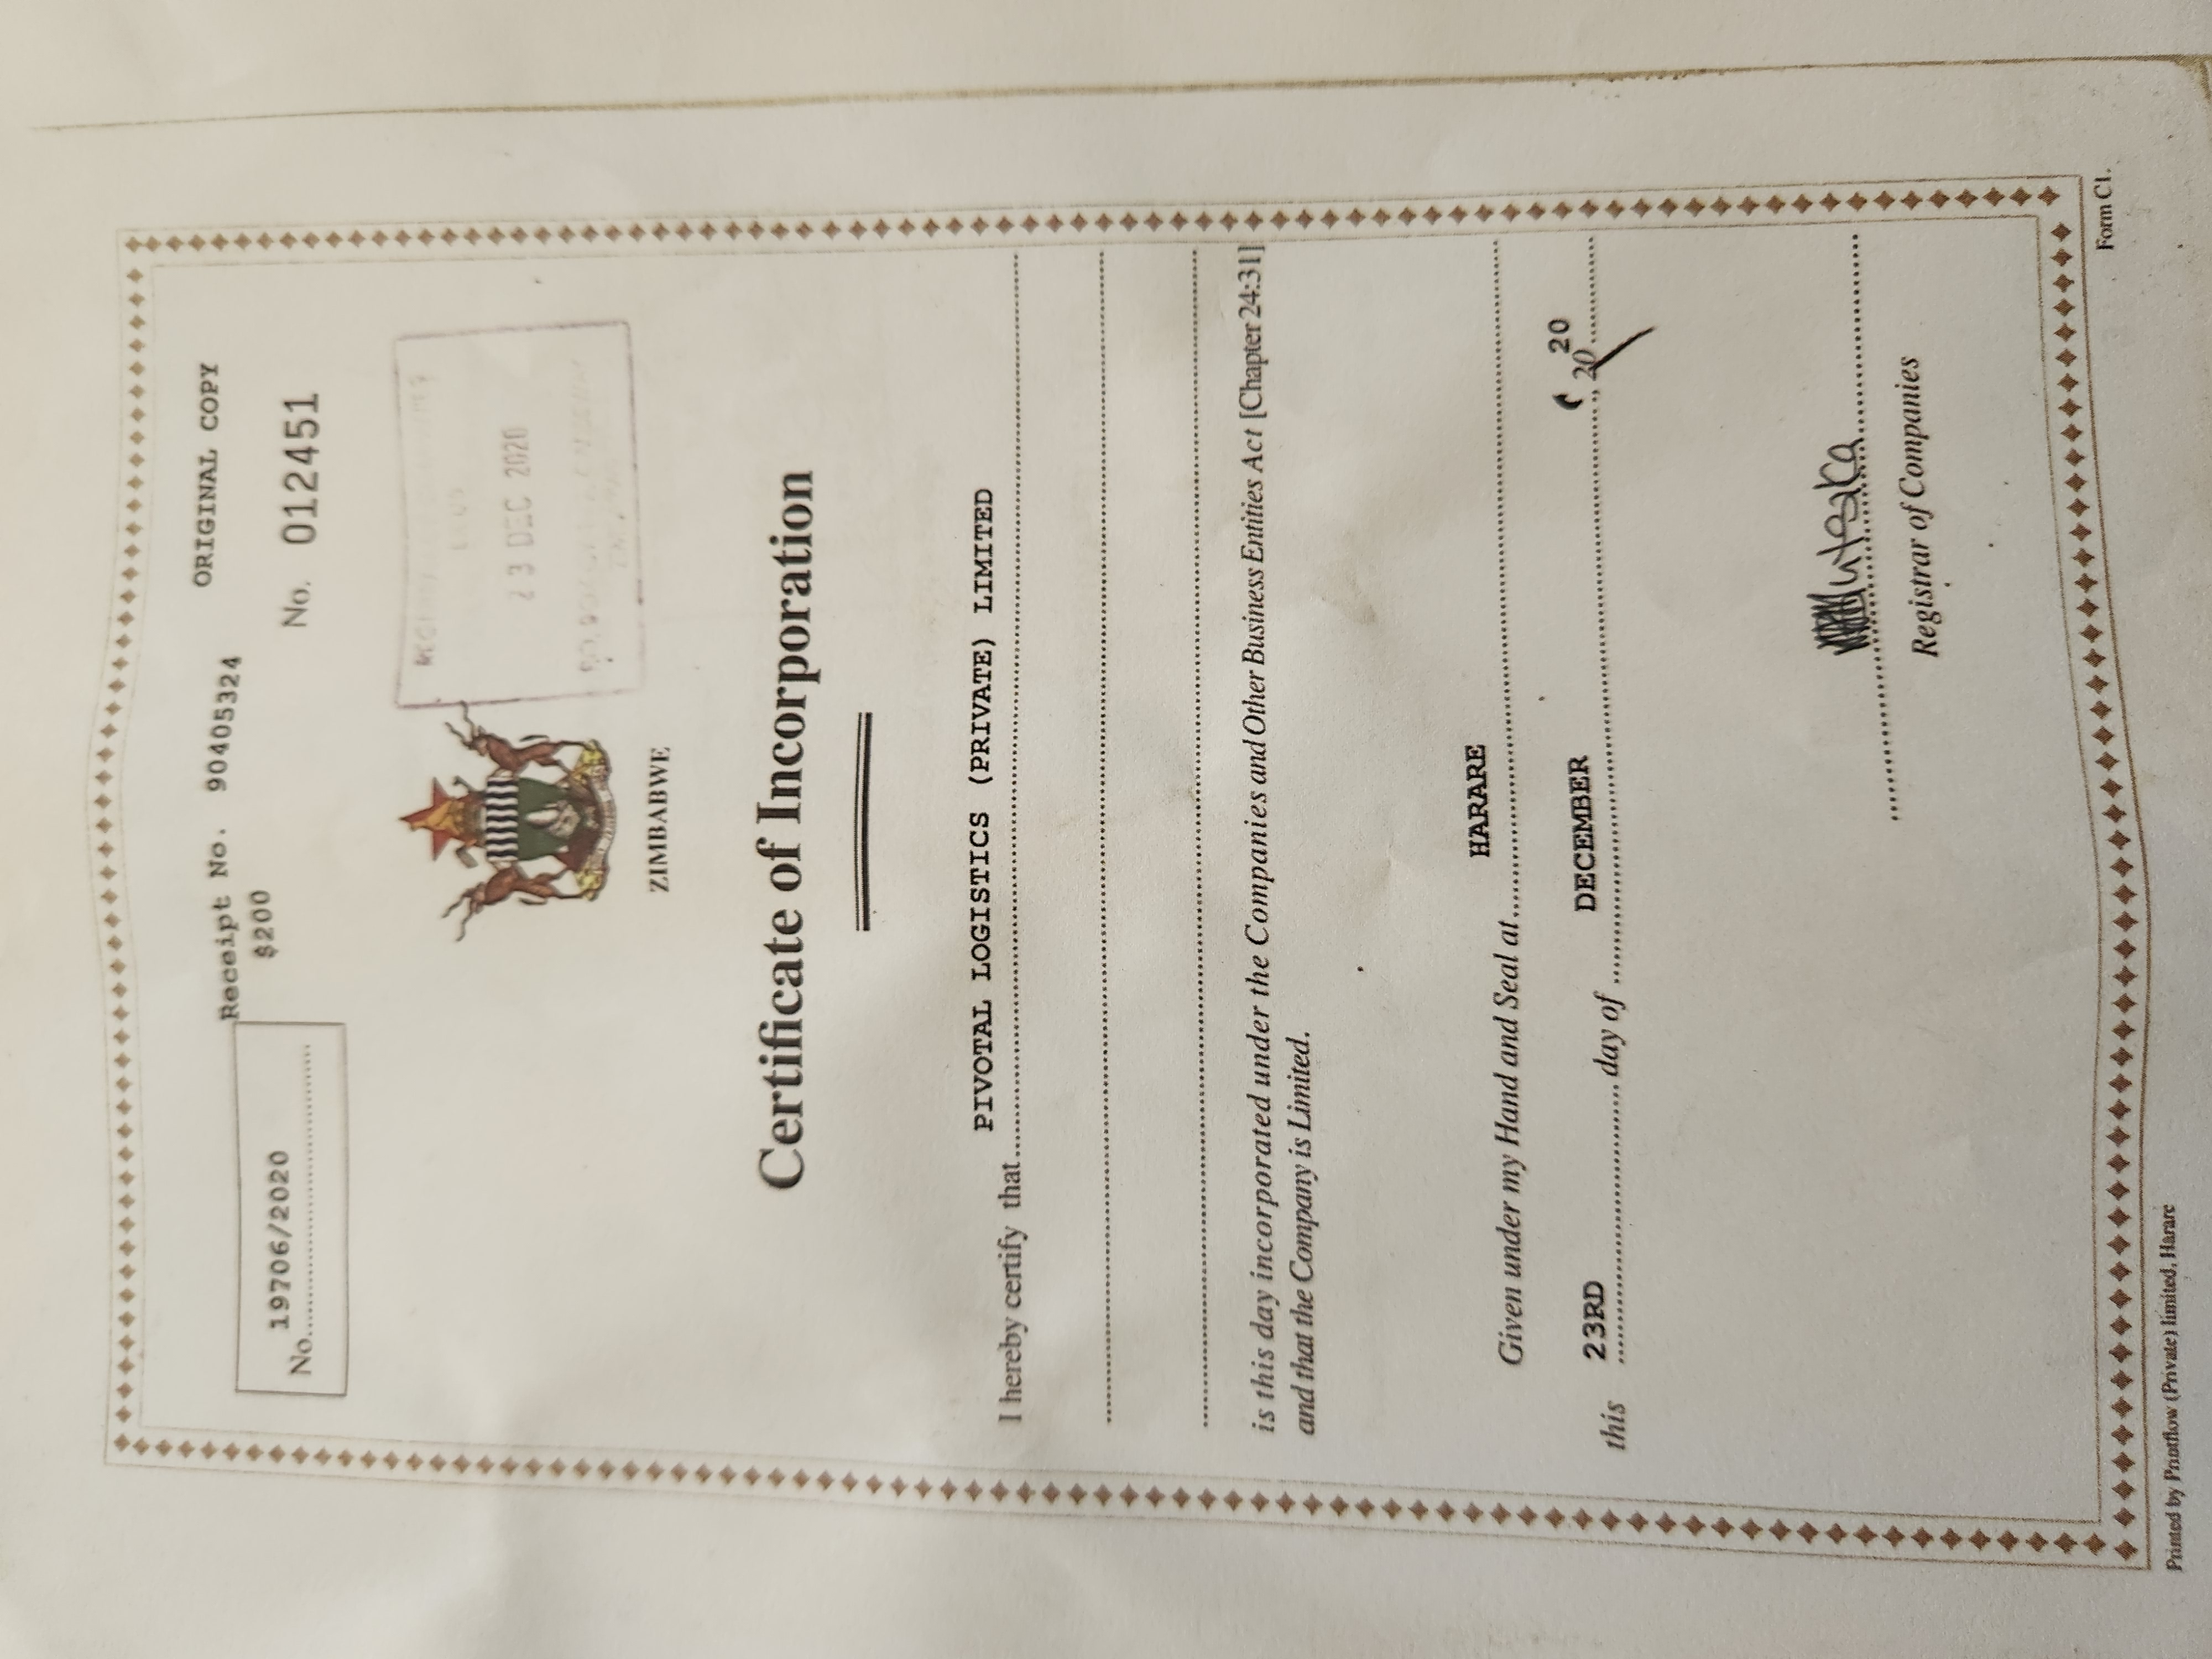 ORIGINAL COPY
Receipt No. 90405324
$200
19706/2020
No.
No. 012451
23 DEC 2020
ZIMBABWE
Certificate of Incorporation
I hereby certify that PIVOTAL LOGISTICS (PRIVATE) LIMITED
is this day incorporated under the Companies and Other Business Entities Act [Chapter 24:31]
and that the Company is Limited.
Given under my Hand and Seal at HARARE
this 23RD day of DECEMBER , 20 20
Registrar of Companies
Form C1.
Printed by Printflow (Private) limited, Harare